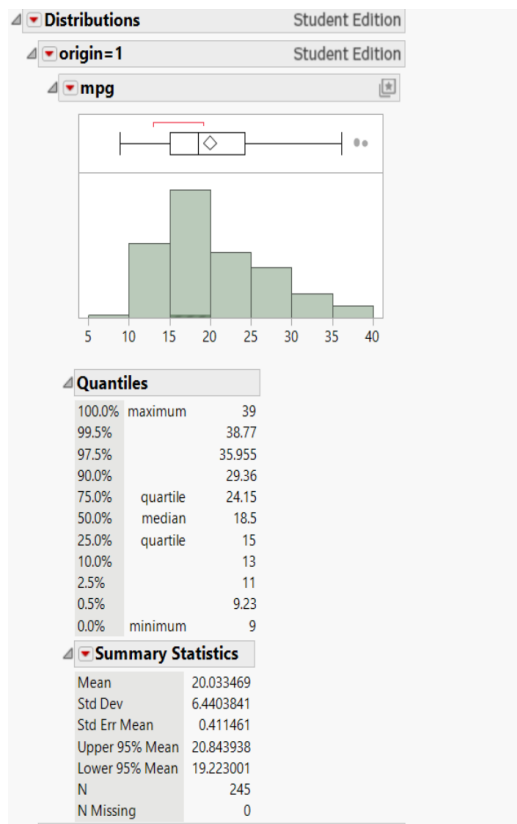 Distributions Student Edition
origin=1 Student Edition
mpg
5 10 15 20 25 30 35 40
Quantiles
100.0% maximum 39
99.5% 38.77
97.5% 35.955
90.0% 29.36
75.0% quartile 24.15
50.0% median 18.5
25.0% quartile 15
10.0% 13
2.5% 11
0.5% 9.23
0.0% minimum 9
Summary Statistics
Mean 20.033469
Std Dev 6.4403841
Std Err Mean 0.411461
Upper 95% Mean 20.843938
Lower 95% Mean 19.223001
N 245
N Missing 0